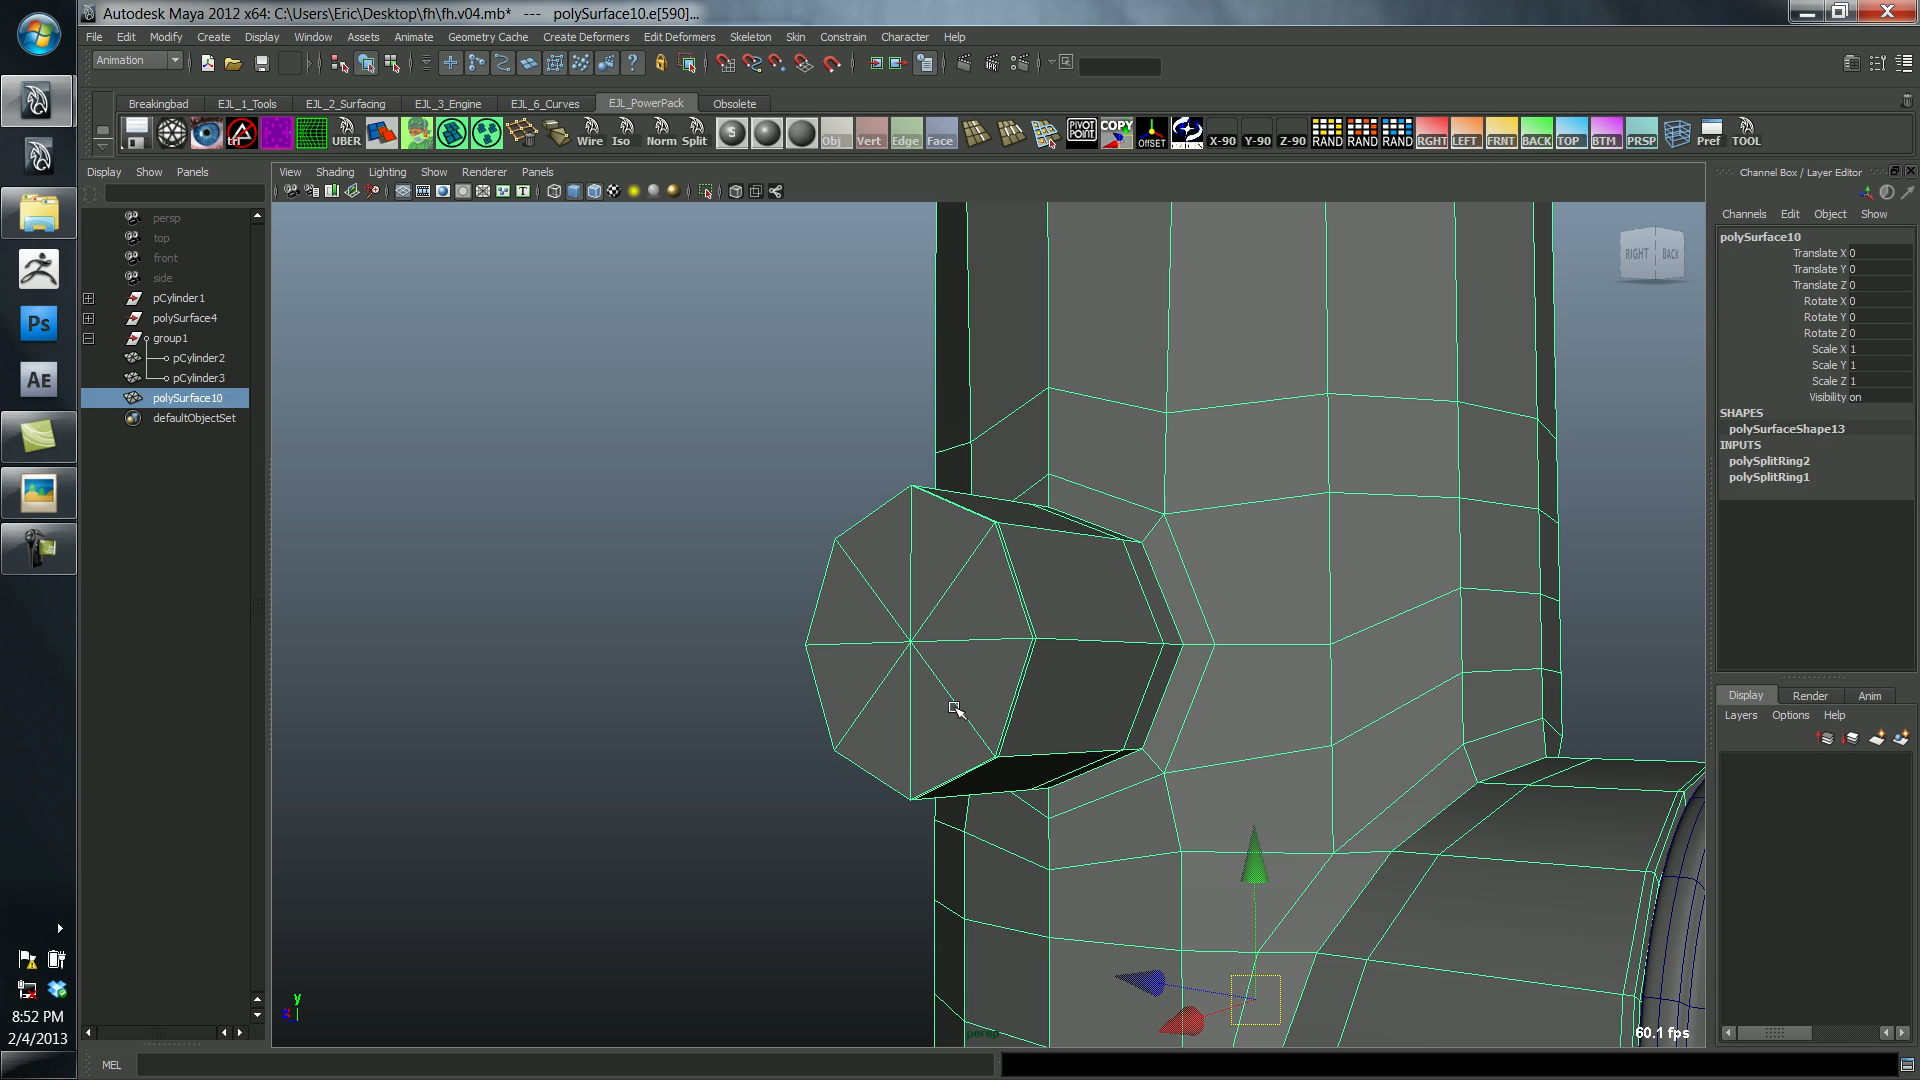 Autodesk Maya 2012 x64: C:\Users\Eric\Desktop\fh\fh.v04.mb* --- polySurface10.e[590]...
File Edit Modify Create Display Window Assets Animate Geometry Cache Create Deformers Edit Deformers Skeleton Skin Constrain Character Help
Animation
Breakingbad EJL_1_Tools EJL_2_Surfacing EJL_3_Engine EJL_6_Curves EJL_PowerPack Obsolete
trA UBER Wire Iso Norm Split S Obj Vert Edge Face PIVOT POINT COPY OffSET X-90 Y-90 Z-90 RAND RAND RAND RGHT LEFT FRNT BACK TOP BTM PRSP Pref TOOL
Display Show Panels
View Shading Lighting Show Renderer Panels
Channel Box / Layer Editor
Channels Edit Object Show
persp
top
front
side
pCylinder1
polySurface4
group1
pCylinder2
pCylinder3
polySurface10
defaultObjectSet
RIGHT BACK
polySurface10
Translate X 0
Translate Y 0
Translate Z 0
Rotate X 0
Rotate Y 0
Rotate Z 0
Scale X 1
Scale Y 1
Scale Z 1
Visibility on
SHAPES
polySurfaceShape13
INPUTS
polySplitRing2
polySplitRing1
Display Render Anim
Layers Options Help
Ps
AE
y
persp
60.1 fps
8:52 PM
2/4/2013
MEL